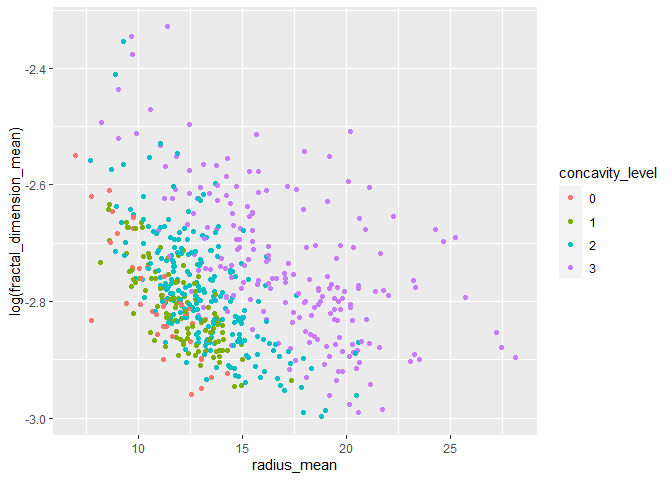 log(fractal_dimension_mean)
-2.4
-2.6
-2.8
-3.0
10 15 20 25
radius_mean
concavity_level
0
1
2
3